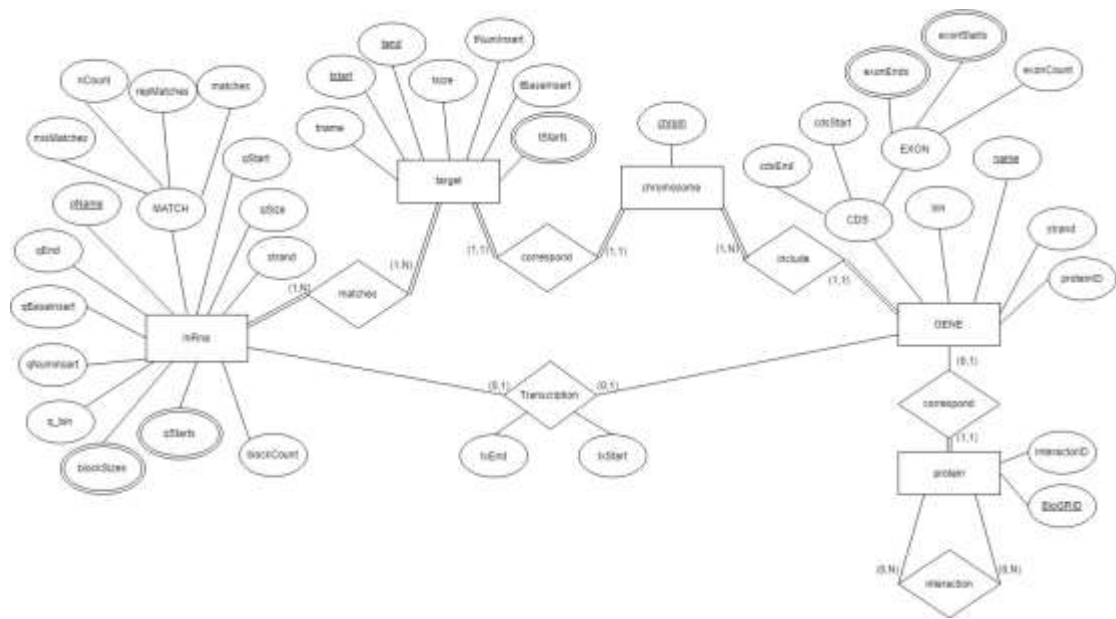 nCount
repMatches
matches
misMatches
MATCH
qName
qStart
qSize
strand
qEnd
qBaseInsert
qNumInsert
q_bin
blockSizes
qStarts
blockCount
mRna
(1,N)
matches
(1,N)
tname
tstart
tend
tsize
tNumInsert
tBaseInsert
tStarts
target
(1,1)
correspond
(1,1)
chrom
chromosome
(1,N)
include
(1,1)
exonStarts
exonEnds
exonCount
EXON
cdsStart
cdsEnd
CDS
bin
name
strand
proteinID
GENE
(0,1)
Transcription
(0,1)
txEnd
txStart
(0,1)
correspond
(1,1)
protein
interactorID
BioGRID
(0,N)
interaction
(0,N)